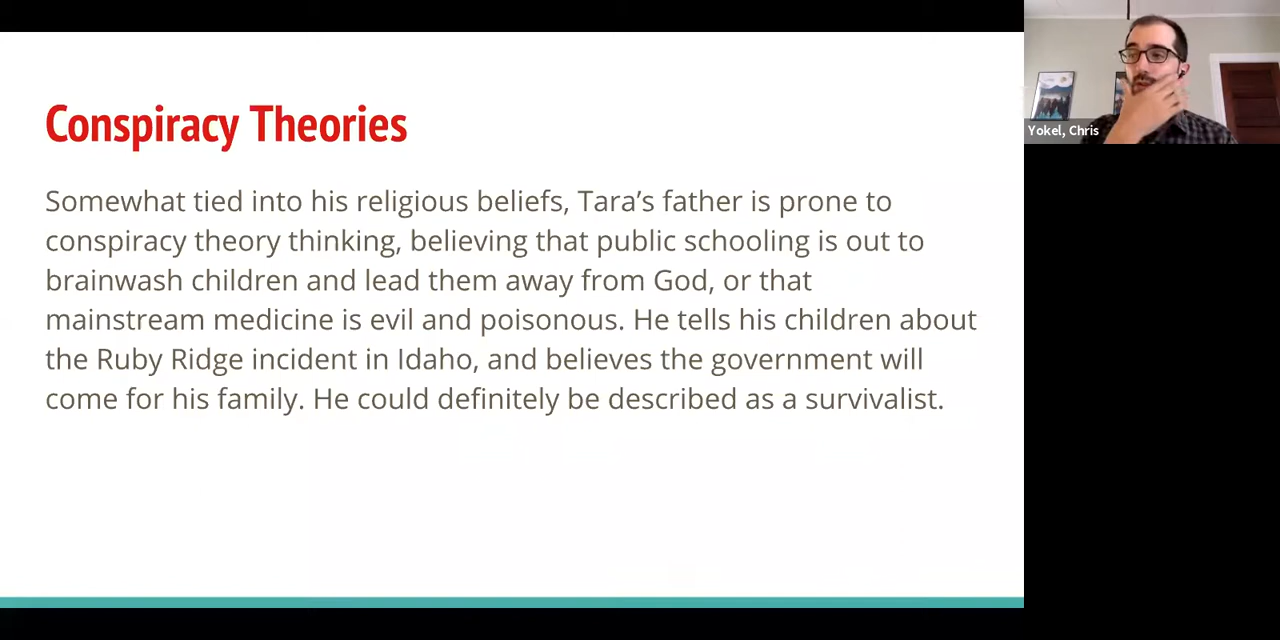 Conspiracy Theories
Somewhat tied into his religious beliefs, Tara’s father is prone to
conspiracy theory thinking, believing that public schooling is out to
brainwash children and lead them away from God, or that
mainstream medicine is evil and poisonous. He tells his children about
the Ruby Ridge incident in Idaho, and believes the government will
come for his family. He could definitely be described as a survivalist.
Yokel, Chris